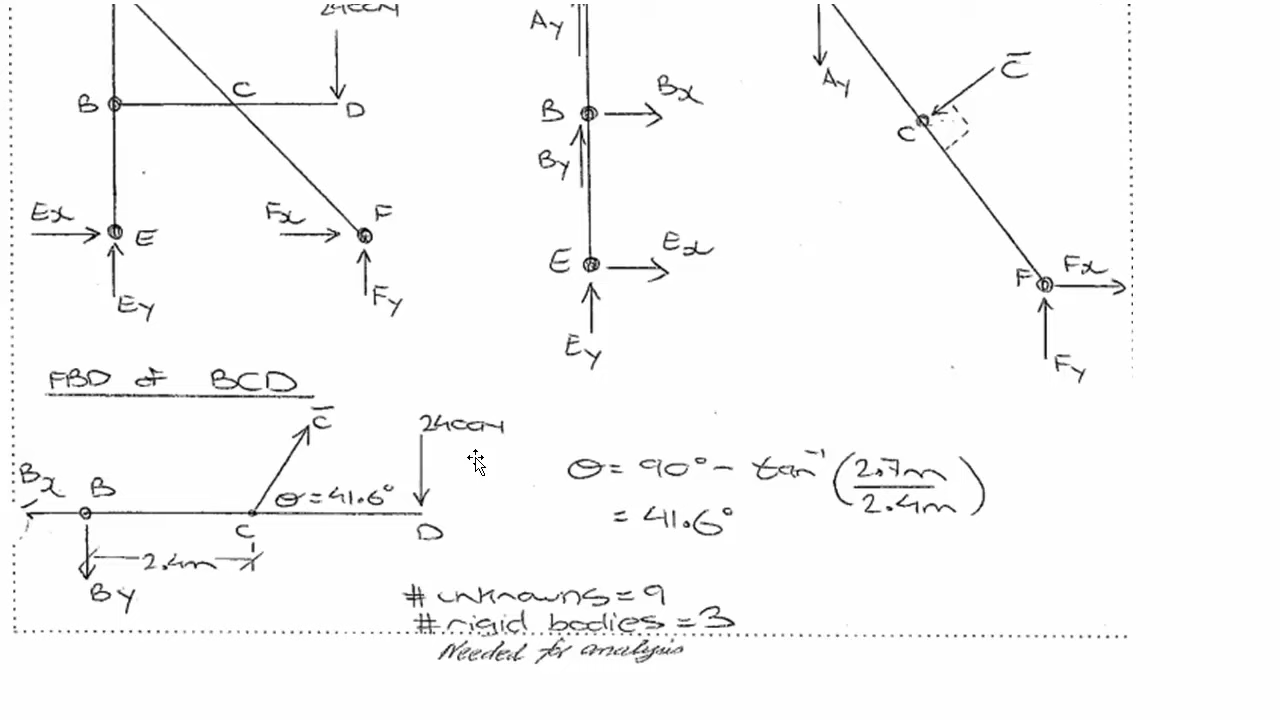 2400N
Ay
Ay
C̄
C
B
D
B
Bx
By
C
Ex
E
Fx
F
Ey
Fy
E
Ex
Ey
F
Fx
Fy
FBD of BCD
C̄
2400N
Bx
B
θ = 41.6°
C
D
2.4m
By
θ = 90° - tan⁻¹ (2.7m / 2.4m)
= 41.6°
# unknowns = 9
# rigid bodies = 3
Needed for analysis